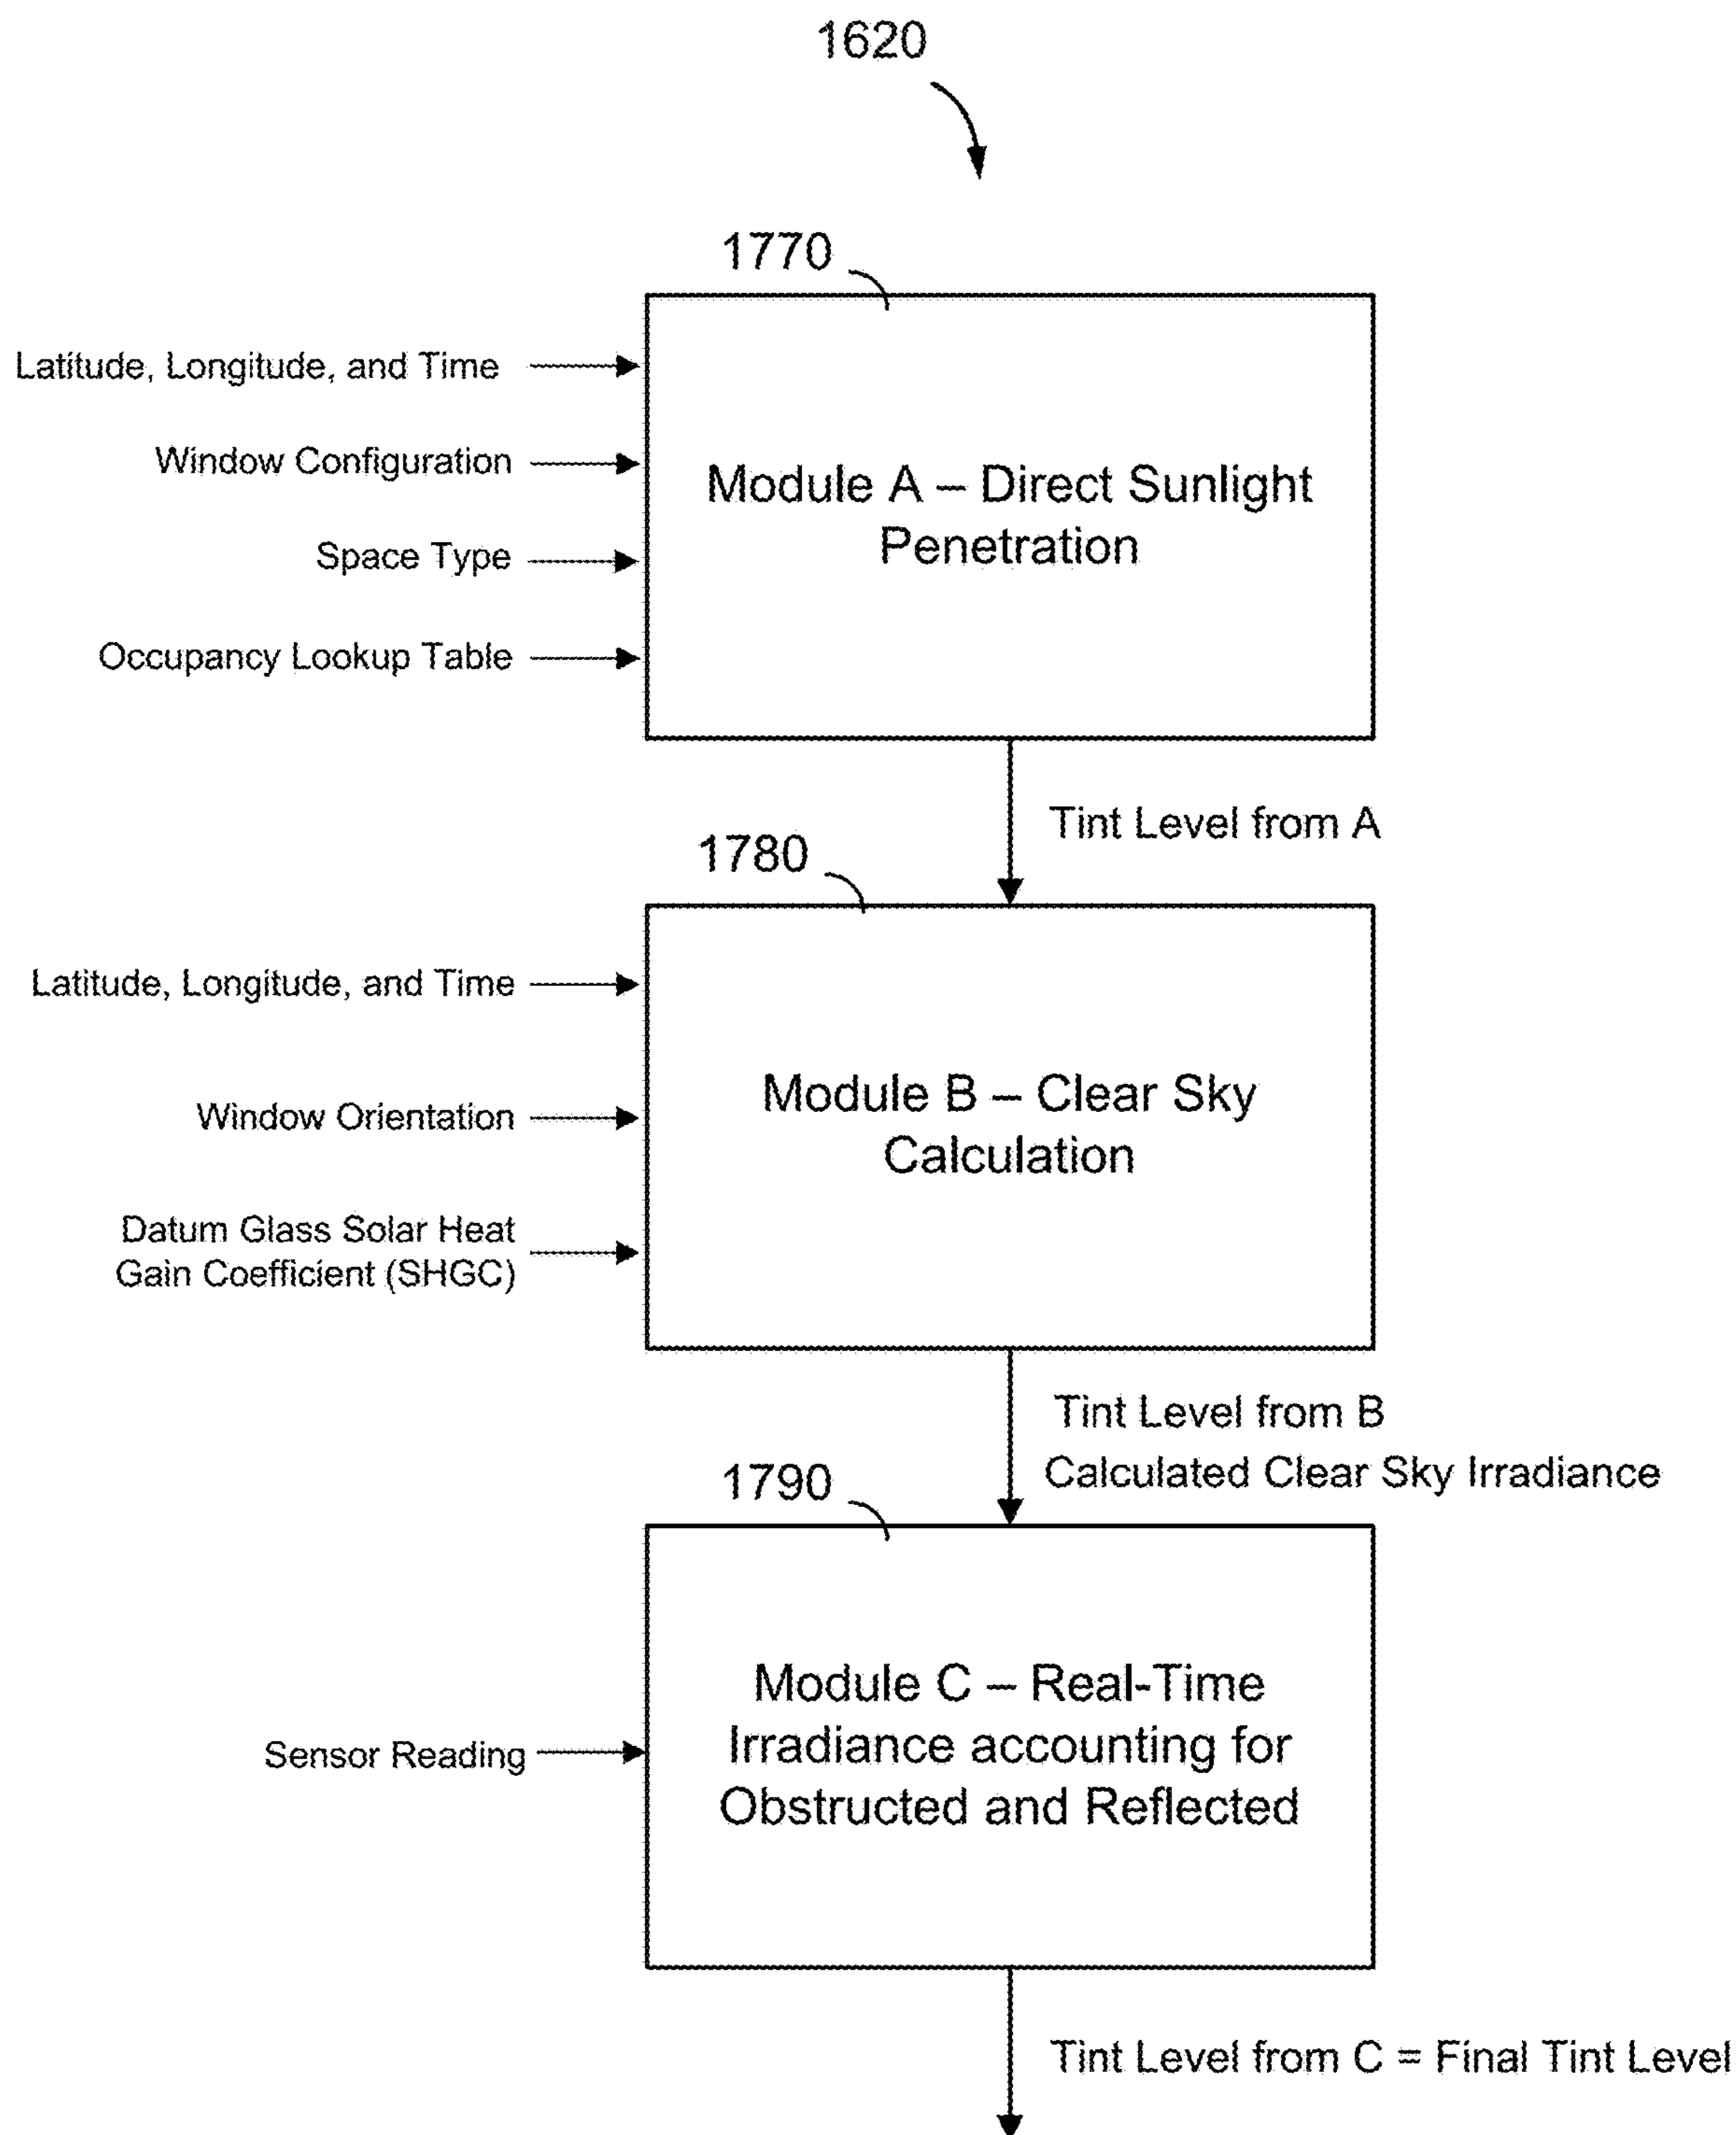 1620
1770
Latitude, Longitude, and Time
Window Configuration
Space Type
Occupancy Lookup Table
Module A – Direct Sunlight
Penetration
Tint Level from A
1780
Latitude, Longitude, and Time
Window Orientation
Datum Glass Solar Heat
Gain Coefficient (SHGC)
Module B – Clear Sky
Calculation
Tint Level from B
Calculated Clear Sky Irradiance
1790
Sensor Reading
Module C – Real-Time
Irradiance accounting for
Obstructed and Reflected
Tint Level from C = Final Tint Level